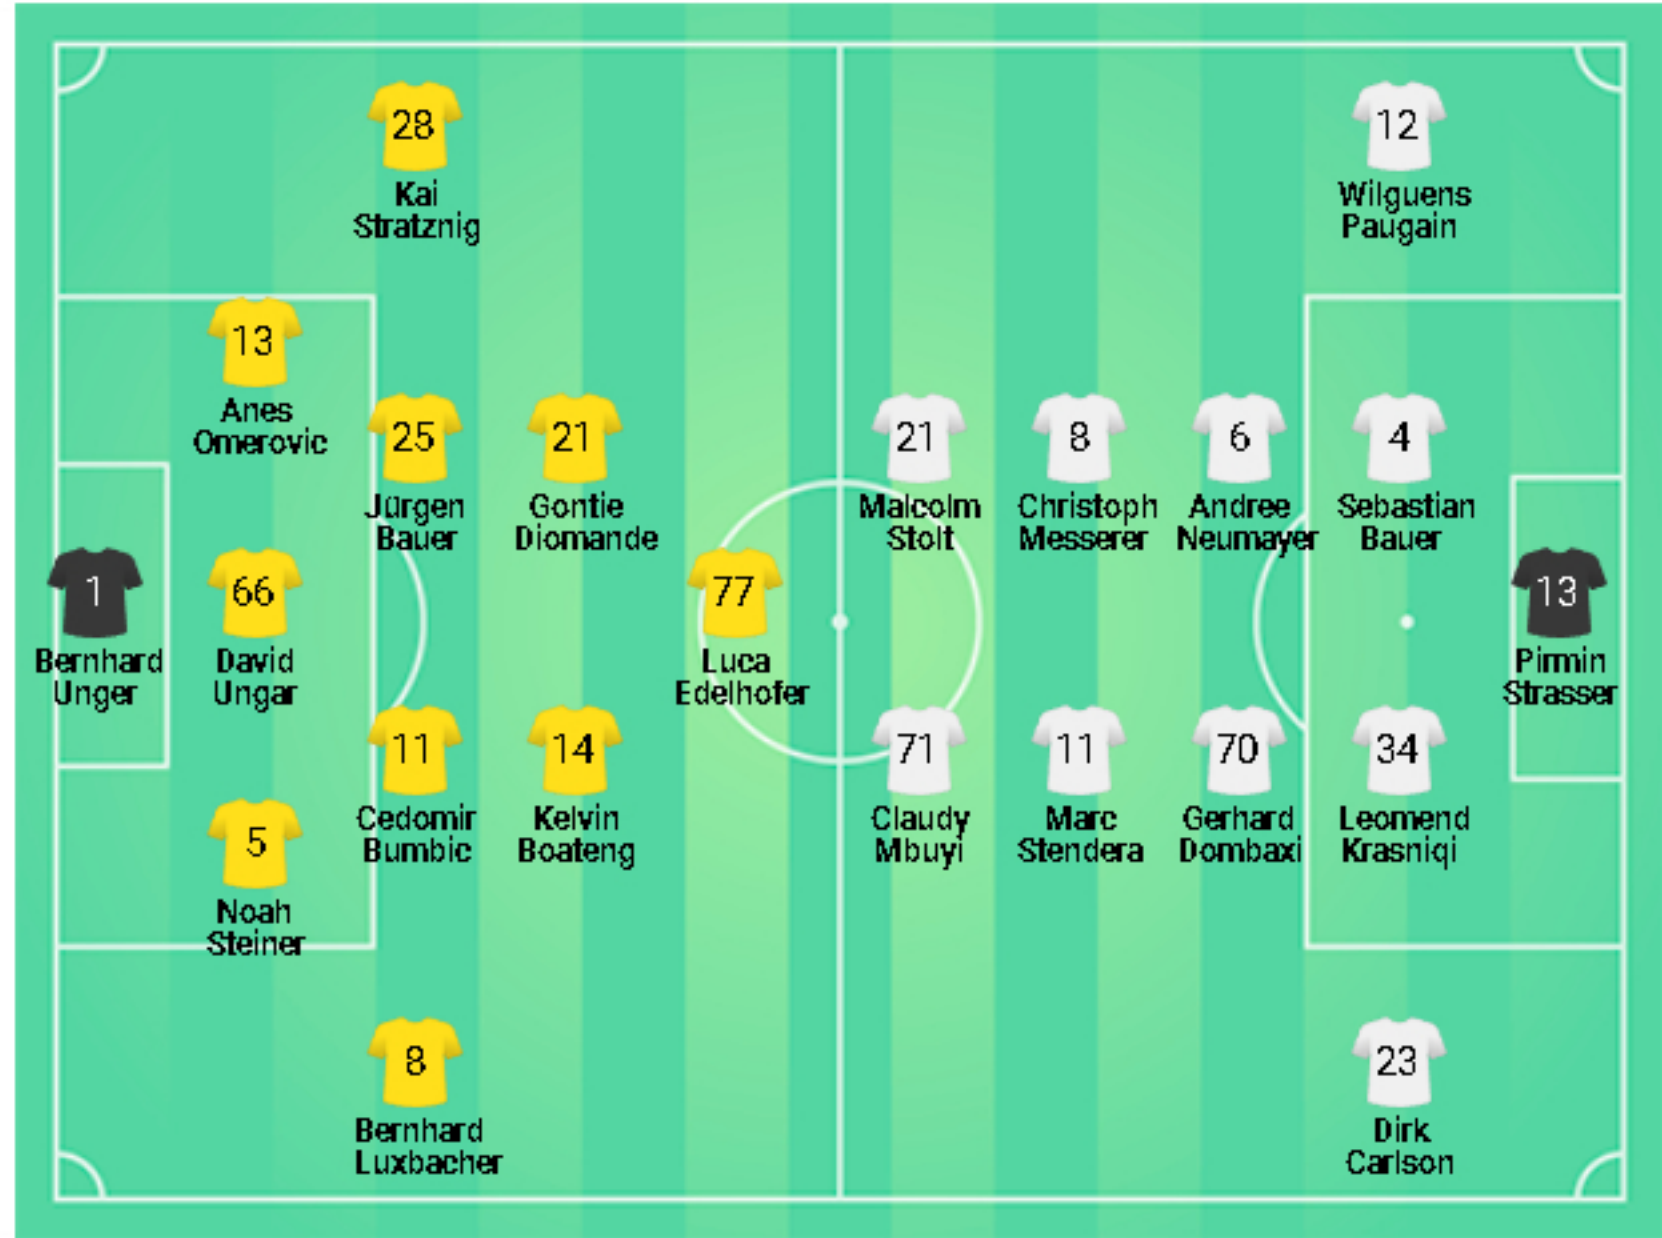 28
Kai
Stratznig
12
Wilguens
Paugain
13
Anes
Omerovic
25
Jürgen
Bauer
21
Gontie
Diomande
21
Malcolm
Stolt
8
Christoph
Messerer
6
Andree
Neumayer
4
Sebastian
Bauer
1
Bernhard
Unger
66
David
Ungar
77
Luca
Edelhofer
13
Pirmin
Strasser
11
Cedomir
Bumbic
14
Kelvin
Boateng
71
Claudy
Mbuyi
11
Marc
Stendera
70
Gerhard
Dombaxi
34
Leomend
Krasniqi
5
Noah
Steiner
8
Bernhard
Luxbacher
23
Dirk
Carlson